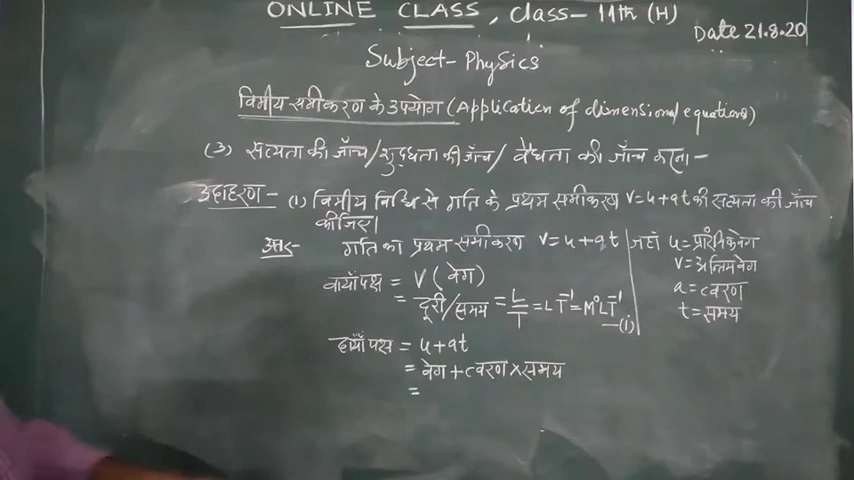 ONLINE CLASS, Class-11th (H)
Date 21.8.20
Subject-Physics
विमीय समीकरण के उपयोग (Application of dimensional equations)
(3) सत्यता की जाँच/शुद्धता की जाँच/वैधता की जाँच करना-
उदाहरण- (i) विमीय विधि से गति के प्रथम समीकरण v=u+at की सत्यता की जाँच
कीजिए।
उत्तर:- गति का प्रथम समीकरण v=u+at जहाँ u=प्रारंभिक वेग
v=अन्तिम वेग
a=त्वरण
t=समय
बायाँ पक्ष = V (वेग)
= दूरी/समय = L/T = LT⁻¹ = M⁰LT⁻¹ —(i)
दायाँ पक्ष = u+at
= वेग+त्वरण×समय
=